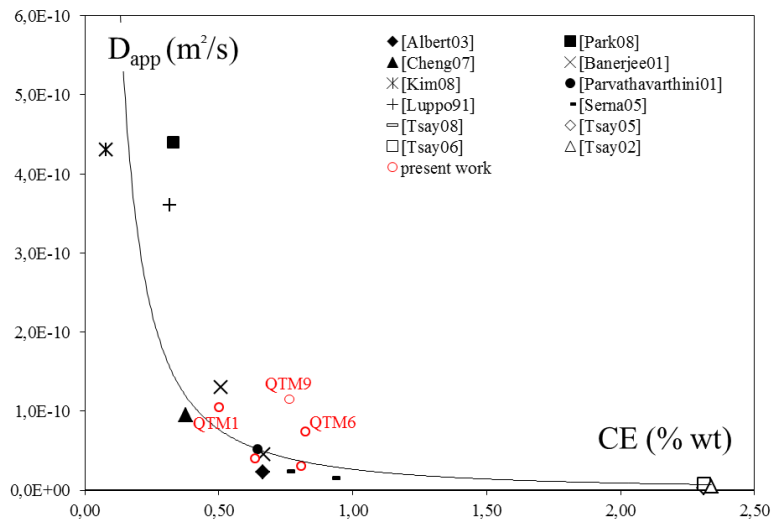 6,0E-10
5,0E-10
4,0E-10
3,0E-10
2,0E-10
1,0E-10
0,0E+00
D_app (m²/s)
[Albert03] [Park08]
[Cheng07] [Banerjee01]
[Kim08] [Parvathavarthini01]
[Luppo91] [Serna05]
[Tsay08] [Tsay05]
[Tsay06] [Tsay02]
present work
QTM9
QTM1
QTM6
CE (% wt)
0,00 0,50 1,00 1,50 2,00 2,50